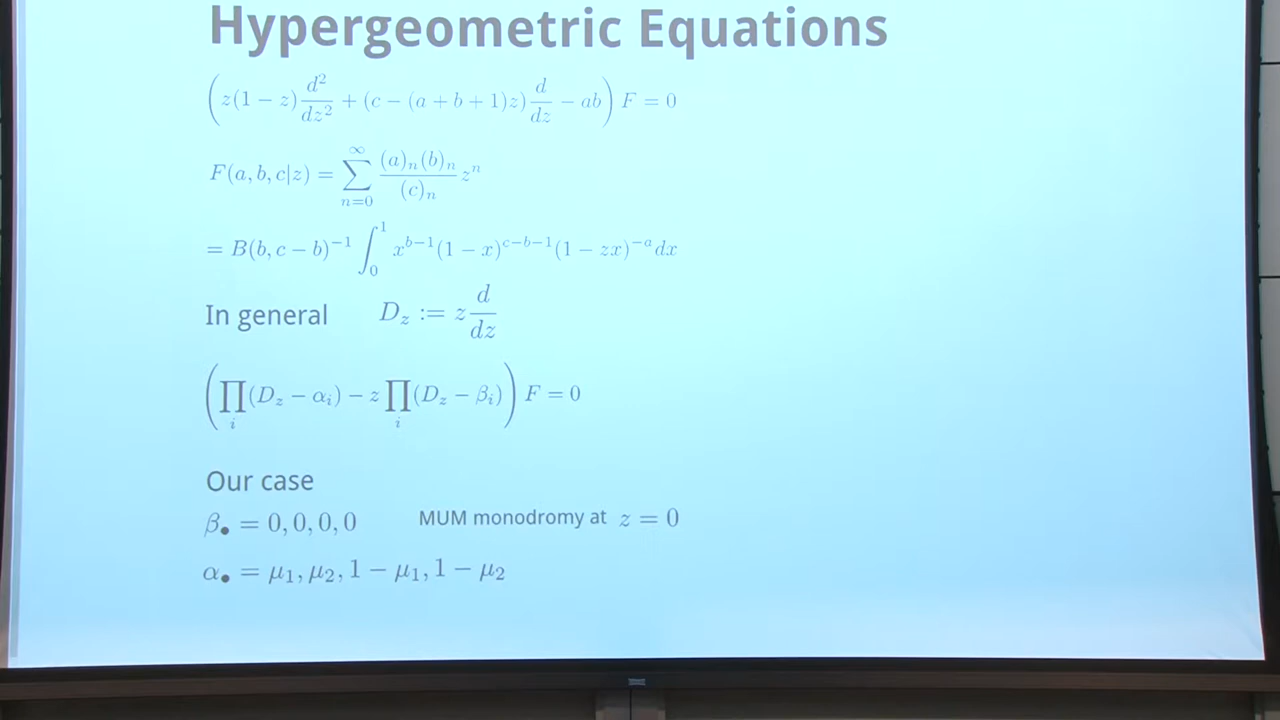 Hypergeometric Equations
$\left( z(1-z)\frac{d^2}{dz^2} + (c - (a+b+1)z)\frac{d}{dz} - ab \right) F = 0$
$F(a,b,c|z) = \sum_{n=0}^{\infty} \frac{(a)_n (b)_n}{(c)_n} z^n$
$= B(b, c-b)^{-1} \int_0^1 x^{b-1}(1-x)^{c-b-1}(1-zx)^{-a} dx$
In general $D_z := z\frac{d}{dz}$
$\left( \prod_i (D_z - \alpha_i) - z \prod_i (D_z - \beta_i) \right) F = 0$
Our case
$\beta_\bullet = 0, 0, 0, 0$ MUM monodromy at $z = 0$
$\alpha_\bullet = \mu_1, \mu_2, 1 - \mu_1, 1 - \mu_2$